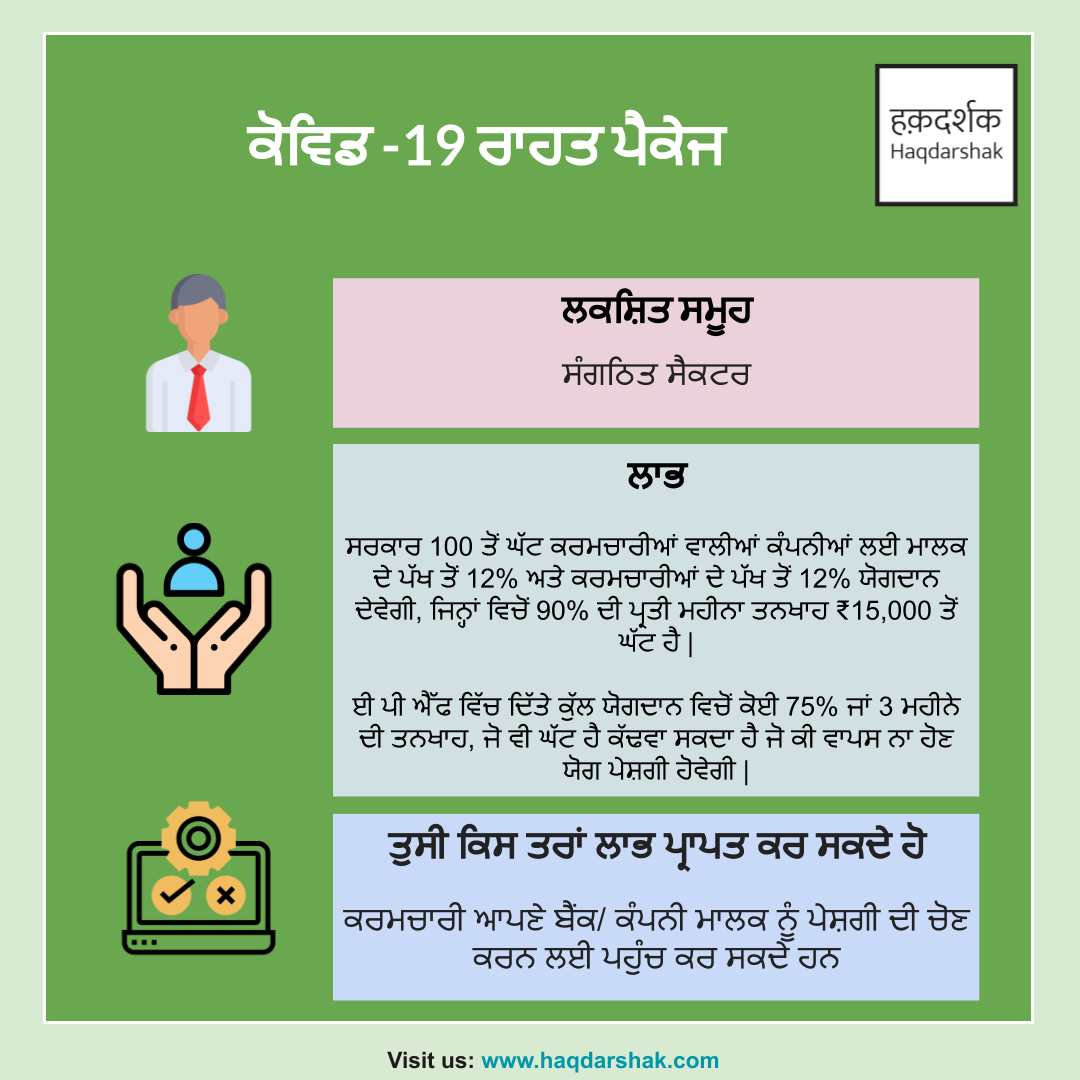 ਕੋਵਿਡ -19 ਰਾਹਤ ਪੈਕੇਜ
हक़दर्शक
Haqdarshak
ਲਕਸ਼ਿਤ ਸਮੂਹ
ਸੰਗਠਿਤ ਸੈਕਟਰ
ਲਾਭ
ਸਰਕਾਰ 100 ਤੋਂ ਘੱਟ ਕਰਮਚਾਰੀਆਂ ਵਾਲੀਆਂ ਕੰਪਨੀਆਂ ਲਈ ਮਾਲਕ
ਦੇ ਪੱਖ ਤੋਂ 12% ਅਤੇ ਕਰਮਚਾਰੀਆਂ ਦੇ ਪੱਖ ਤੋਂ 12% ਯੋਗਦਾਨ
ਦੇਵੇਗੀ, ਜਿਨ੍ਹਾਂ ਵਿਚੋਂ 90% ਦੀ ਪ੍ਰਤੀ ਮਹੀਨਾ ਤਨਖਾਹ ₹15,000 ਤੋਂ
ਘੱਟ ਹੈ |
ਈ ਪੀ ਐੱਫ ਵਿੱਚ ਦਿੱਤੇ ਕੁੱਲ ਯੋਗਦਾਨ ਵਿਚੋਂ ਕੋਈ 75% ਜਾਂ 3 ਮਹੀਨੇ
ਦੀ ਤਨਖਾਹ, ਜੋ ਵੀ ਘੱਟ ਹੈ ਕੱਢਵਾ ਸਕਦਾ ਹੈ ਜੋ ਕੀ ਵਾਪਸ ਨਾ ਹੋਣ
ਯੋਗ ਪੇਸ਼ਗੀ ਹੋਵੇਗੀ |
ਤੁਸੀ ਕਿਸ ਤਰਾਂ ਲਾਭ ਪ੍ਰਾਪਤ ਕਰ ਸਕਦੇ ਹੋ
ਕਰਮਚਾਰੀ ਆਪਣੇ ਬੈਂਕ/ ਕੰਪਨੀ ਮਾਲਕ ਨੂੰ ਪੇਸ਼ਗੀ ਦੀ ਚੋਣ
ਕਰਨ ਲਈ ਪਹੁੰਚ ਕਰ ਸਕਦੇ ਹਨ
Visit us: www.haqdarshak.com